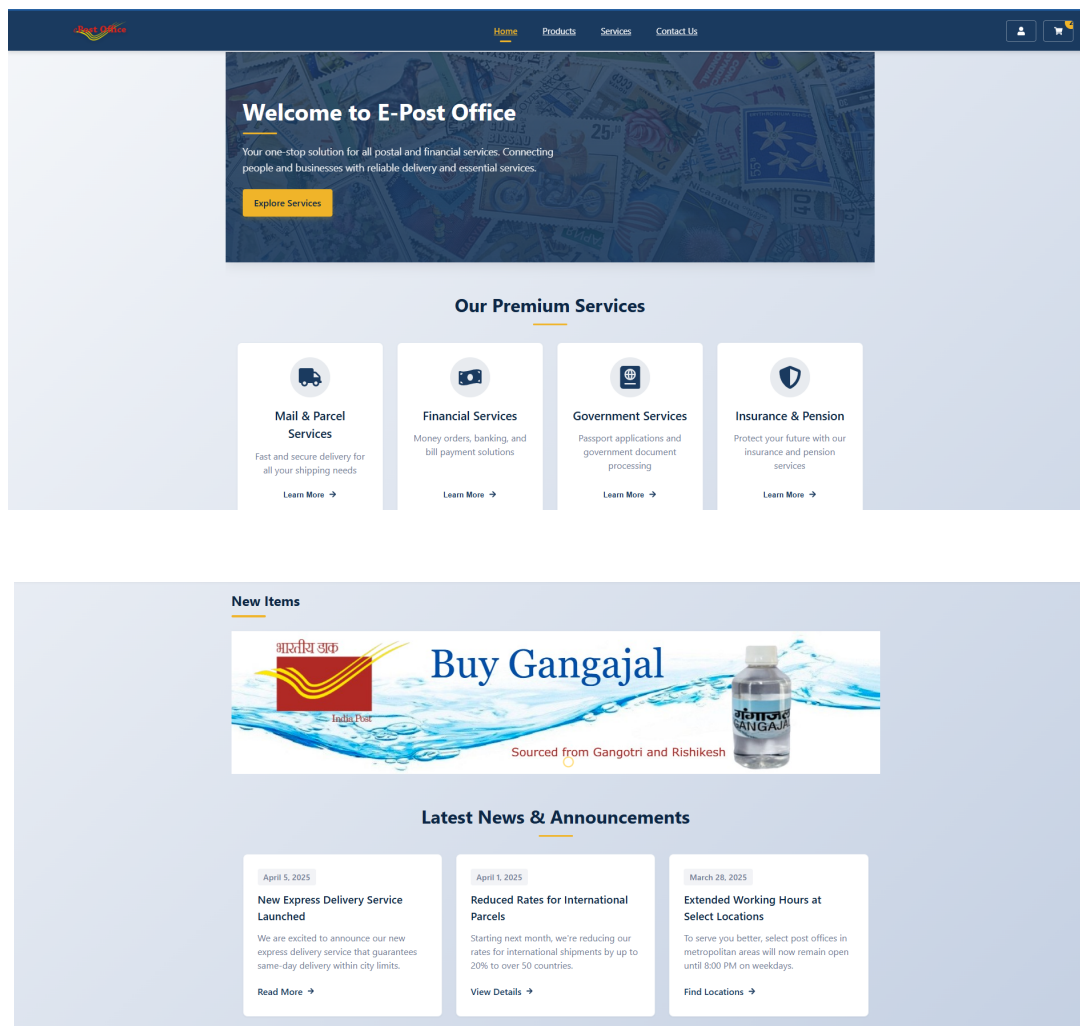 ePost Office
Home Products Services Contact Us
Welcome to E-Post Office
Your one-stop solution for all postal and financial services. Connecting
people and businesses with reliable delivery and essential services.
Explore Services
25
Nicaragua
Our Premium Services
Mail & Parcel
Services
Fast and secure delivery for
all your shipping needs
Learn More →
Financial Services
Money orders, banking, and
bill payment solutions
Learn More →
Government Services
Passport applications and
government document
processing
Learn More →
Insurance & Pension
Protect your future with our
insurance and pension
services
Learn More →
New Items
भारतीय डाक
India Post
Buy Gangajal
Sourced from Gangotri and Rishikesh
गंगाजल
GANGAJAL
Latest News & Announcements
April 5, 2025
New Express Delivery Service
Launched
We are excited to announce our new
express delivery service that guarantees
same-day delivery within city limits.
Read More →
April 1, 2025
Reduced Rates for International
Parcels
Starting next month, we're reducing our
rates for international shipments by up to
20% to over 50 countries.
View Details →
March 28, 2025
Extended Working Hours at
Select Locations
To serve you better, select post offices in
metropolitan areas will now remain open
until 8:00 PM on weekdays.
Find Locations →